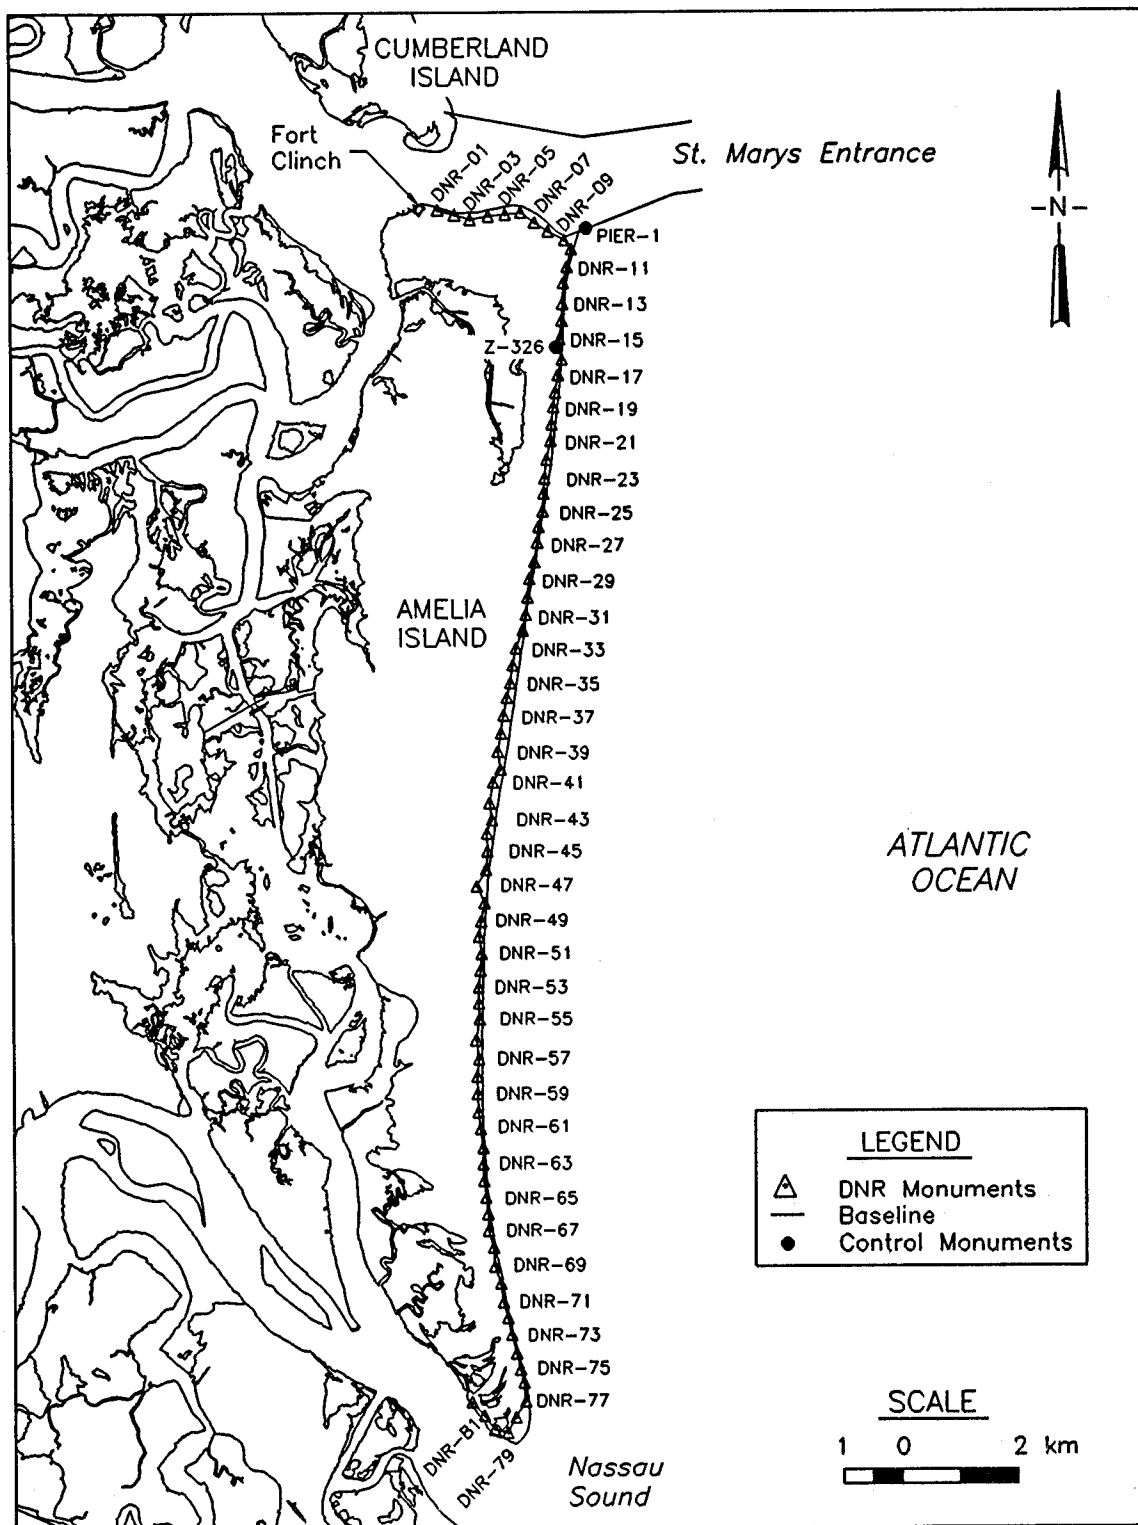 CUMBERLAND
ISLAND
Fort
Clinch
St. Marys Entrance
DNR-01
DNR-03
DNR-05
DNR-07
DNR-09
N
PIER-1
DNR-11
DNR-13
Z-326
DNR-15
DNR-17
DNR-19
DNR-21
DNR-23
DNR-25
DNR-27
DNR-29
AMELIA
ISLAND
DNR-31
DNR-33
DNR-35
DNR-37
DNR-39
DNR-41
DNR-43
DNR-45
DNR-47
DNR-49
DNR-51
DNR-53
DNR-55
DNR-57
DNR-59
DNR-61
DNR-63
DNR-65
DNR-67
DNR-69
DNR-71
DNR-73
DNR-75
DNR-77
DNR-B1
DNR-79
ATLANTIC
OCEAN
LEGEND
DNR Monuments
Baseline
Control Monuments
SCALE
1 0 2 km
Nassau
Sound